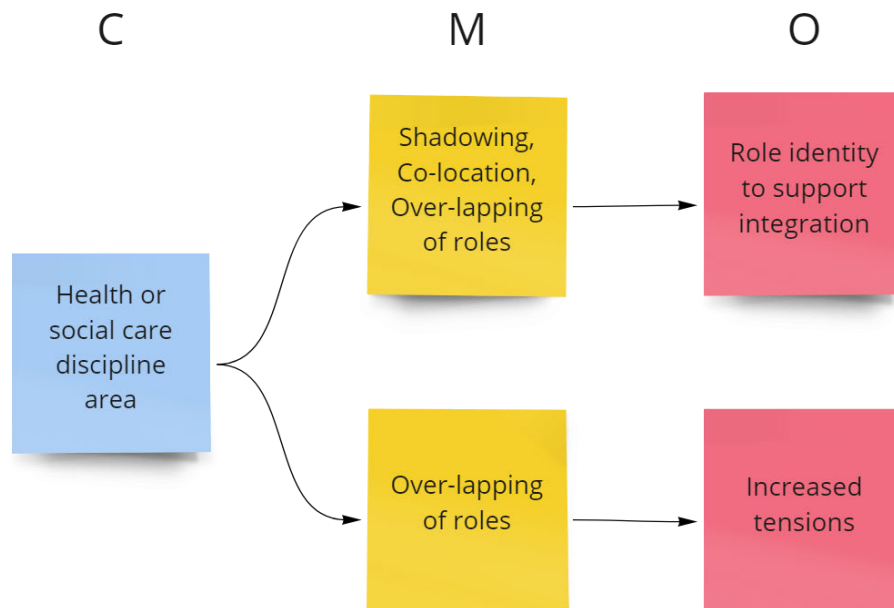 C
M
O
Shadowing,
Co-location,
Over-lapping
of roles
Role identity
to support
integration
Health or
social care
discipline
area
Over-lapping
of roles
Increased
tensions